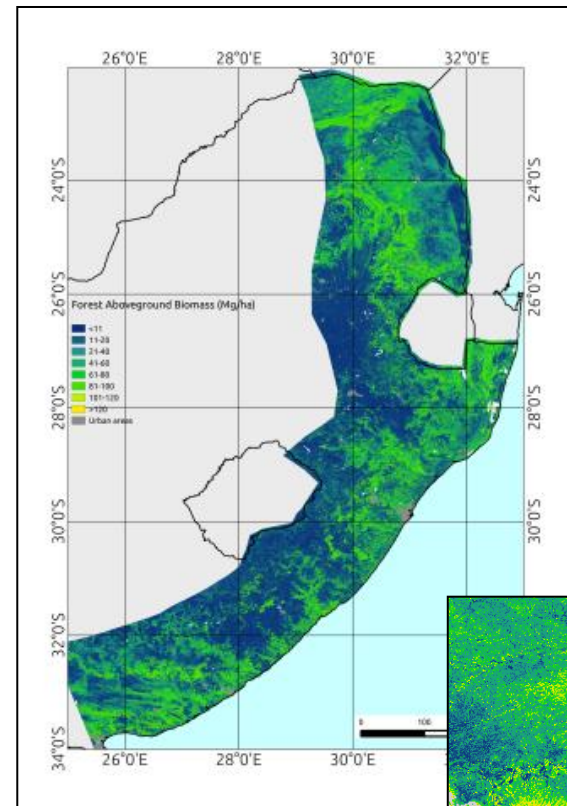 26°0'E 28°0'E 30°0'E 32°0'E
24°0'S 24°0'S
26°0'S 26°0'S
Forest Aboveground Biomass (Mg/ha)
<11
11-20
21-40
41-60
61-80
81-100
101-120
>120
Urban areas
28°0'S 28°0'S
30°0'S 30°0'S
32°0'S
0 100
34°0'S
26°0'E 28°0'E 30°0'E